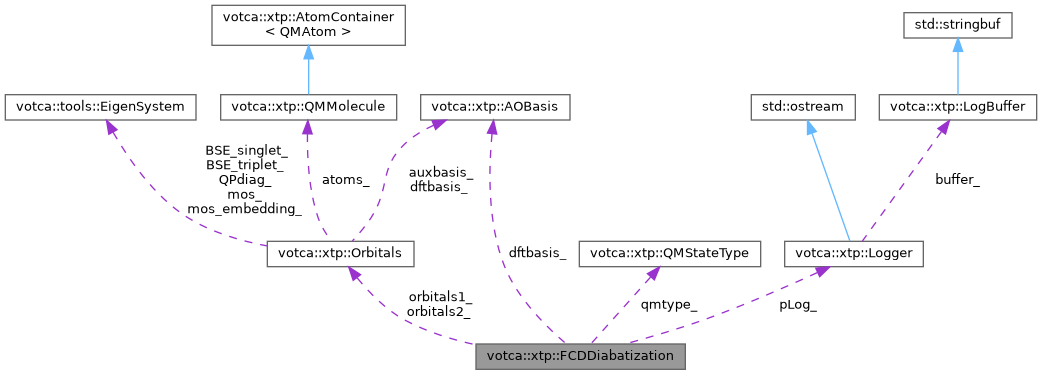 votca::xtp::AtomContainer
< QMAtom >
std::stringbuf
votca::tools::EigenSystem
votca::xtp::QMMolecule
votca::xtp::AOBasis
std::ostream
votca::xtp::LogBuffer
BSE_singlet_
BSE_triplet_
QPdiag_
mos_
mos_embedding_
atoms_
auxbasis_
dftbasis_
buffer_
votca::xtp::Orbitals
dftbasis_
votca::xtp::QMStateType
votca::xtp::Logger
orbitals1_
orbitals2_
qmtype_
pLog_
votca::xtp::FCDDiabatization